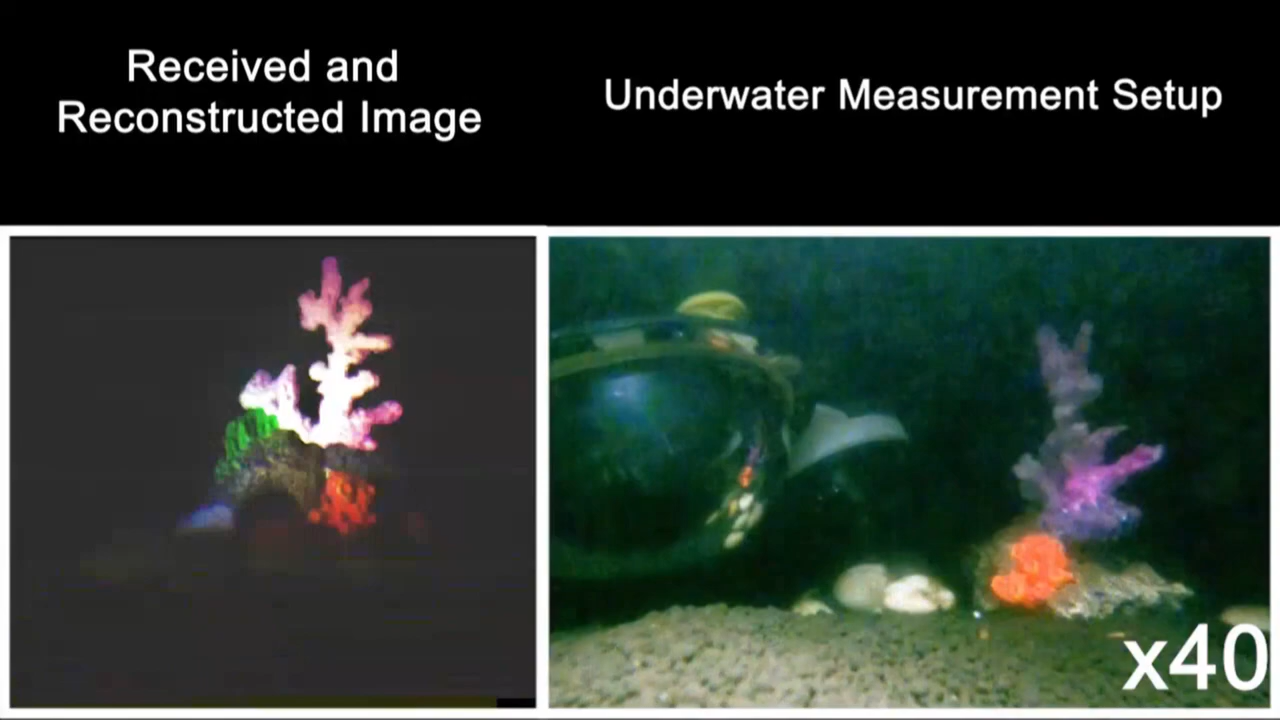 Received and
Reconstructed Image
Underwater Measurement Setup
x40